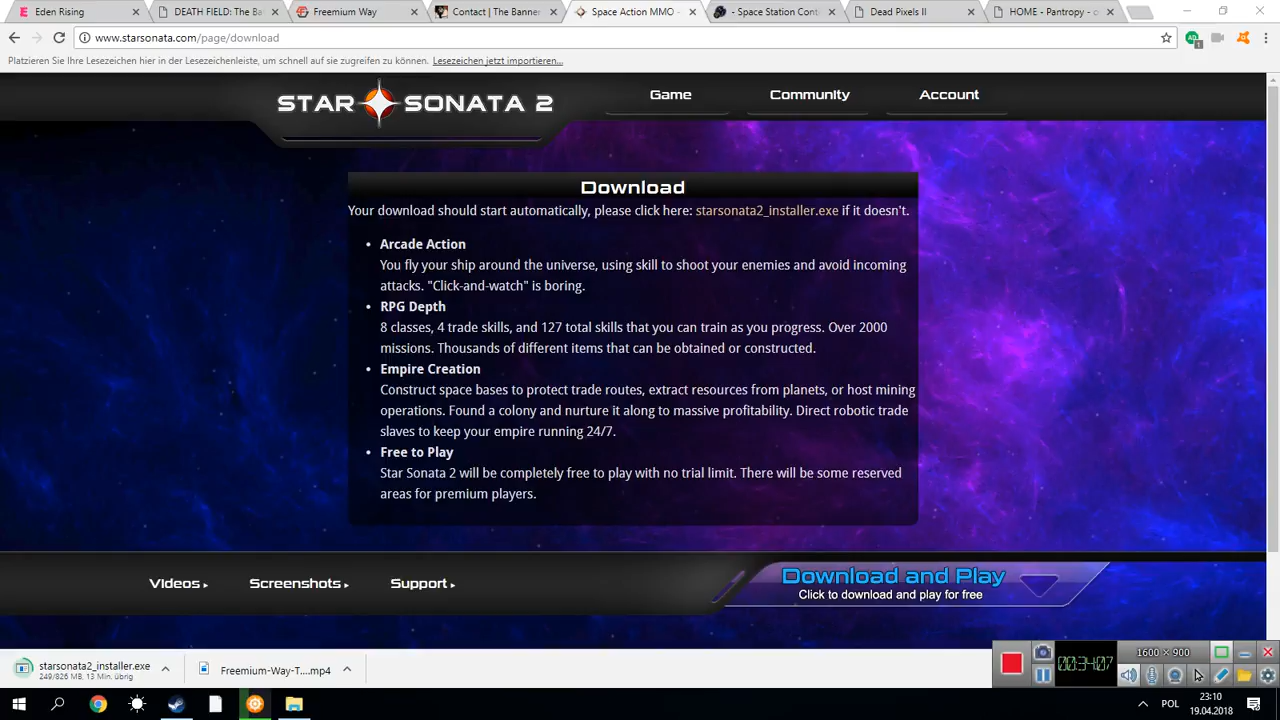 Eden Rising
DEATH FIELD: The Ba
Freemium Way
Contact | The Banner
Space Action MMO -
- Space Station Cont
Dead Pixels II
HOME - Pantropy - c
www.starsonata.com/page/download
1
Platzieren Sie Ihre Lesezeichen hier in der Lesezeichenleiste, um schnell auf sie zugreifen zu können. Lesezeichen jetzt importieren...
STAR SONATA 2
Game
Community
Account
Download
Your download should start automatically, please click here: starsonata2_installer.exe if it doesn't.
• Arcade Action
You fly your ship around the universe, using skill to shoot your enemies and avoid incoming
attacks. "Click-and-watch" is boring.
• RPG Depth
8 classes, 4 trade skills, and 127 total skills that you can train as you progress. Over 2000
missions. Thousands of different items that can be obtained or constructed.
• Empire Creation
Construct space bases to protect trade routes, extract resources from planets, or host mining
operations. Found a colony and nurture it along to massive profitability. Direct robotic trade
slaves to keep your empire running 24/7.
• Free to Play
Star Sonata 2 will be completely free to play with no trial limit. There will be some reserved
areas for premium players.
Videos
Screenshots
Support
Download and Play
Click to download and play for free
starsonata2_installer.exe
249/826 MB, 13 Min. übrig
Freemium-Way-T....mp4
00:34:07
1600 × 900
POL
23:10
19.04.2018